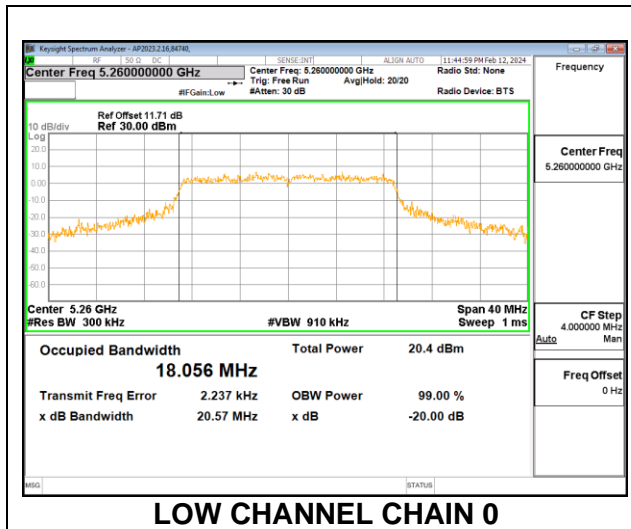 Keysight Spectrum Analyzer - AP2023.2.16,84740,
RF 50 Ω DC SENSE:INT ALIGN AUTO 11:44:59 PM Feb 12, 2024
Center Freq 5.260000000 GHz Center Freq: 5.260000000 GHz Radio Std: None Frequency
Trig: Free Run Avg|Hold: 20/20
#IFGain:Low #Atten: 30 dB Radio Device: BTS
Ref Offset 11.71 dB
10 dB/div Ref 30.00 dBm
Log
20.0
10.0
0.00
-10.0
-20.0
-30.0
-40.0
-50.0
-60.0
Center Freq
5.260000000 GHz
Center 5.26 GHz Span 40 MHz
#Res BW 300 kHz #VBW 910 kHz Sweep 1 ms
CF Step
4.000000 MHz
Auto Man
Occupied Bandwidth Total Power 20.4 dBm
18.056 MHz
Freq Offset
0 Hz
Transmit Freq Error 2.237 kHz OBW Power 99.00 %
x dB Bandwidth 20.57 MHz x dB -20.00 dB
MSG STATUS
LOW CHANNEL CHAIN 0